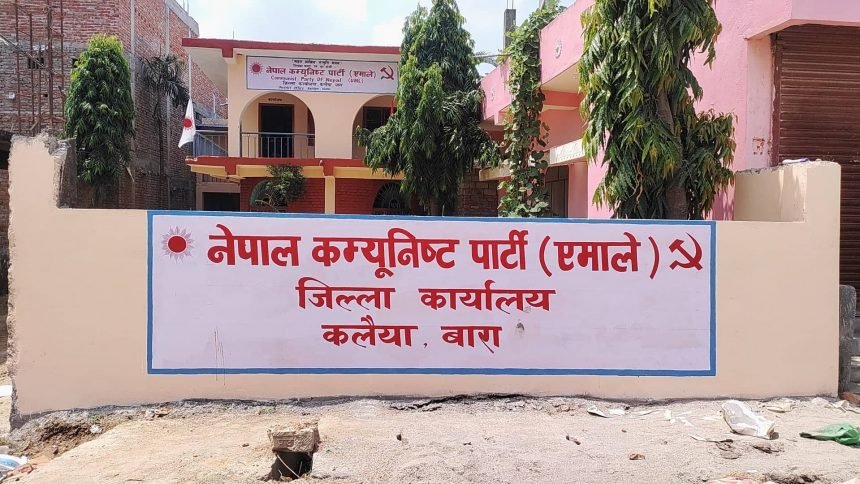 नेपाल कम्युनिष्ट पार्टी (एमाले)
Communist Party Of Nepal (UML)
नेपाल कम्यूनिष्ट पार्टी (एमाले)
जिल्ला कार्यालय
कलैया, बारा